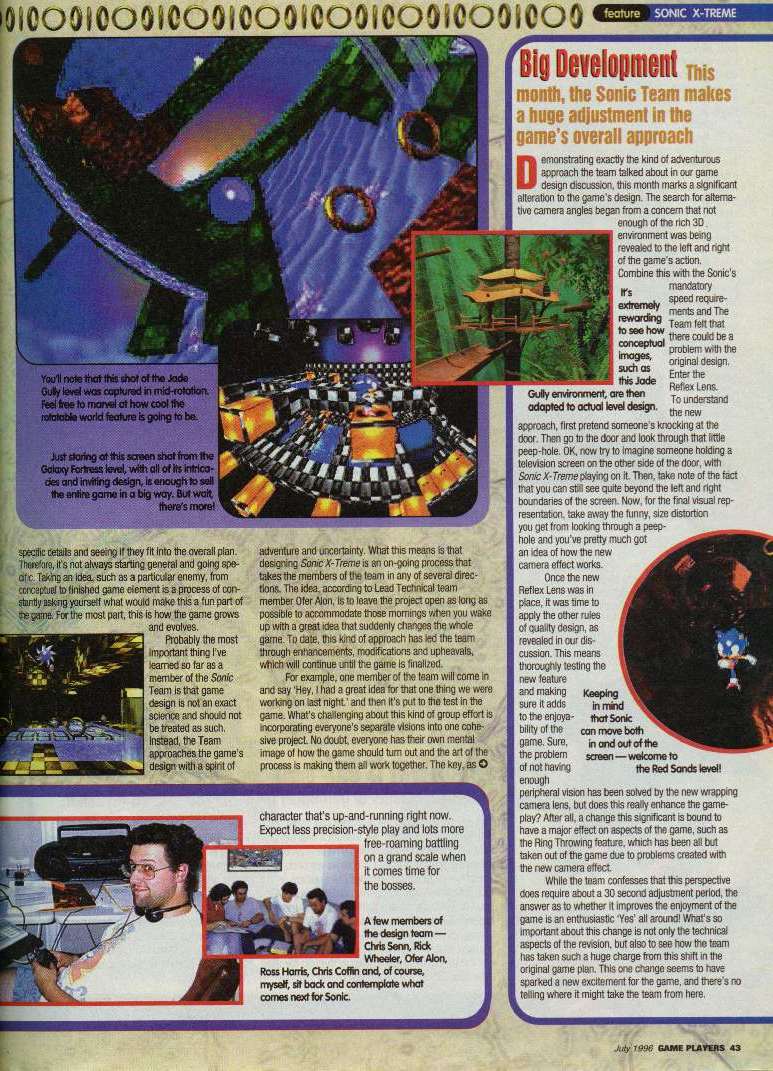 feature SONIC X-TREME
You'll note that this shot of the Jade
Gully level was captured in mid-rotation.
Feel free to marvel at how cool the
rotatable world feature is going to be.
Just staring at this screen shot from the
Galaxy Fortress level, with all of its intrica-
cies and inviting design, is enough to sell
the entire game in a big way. But wait,
there's more!
specific details and seeing if they fit into the overall plan.
Therefore, it's not always starting general and going spe-
cific. Taking an idea, such as a particular enemy, from
conceptual to finished game element is a process of con-
stantly asking yourself what would make this a fun part of
the game. For the most part, this is how the game grows
and evolves.
Probably the most
important thing I've
learned so far as a
member of the Sonic
Team is that game
design is not an exact
science and should not
be treated as such.
Instead, the Team
approaches the game's
design with a spirit of
adventure and uncertainty. What this means is that
designing Sonic X-Treme is an on-going process that
takes the members of the team in any of several direc-
tions. The idea, according to Lead Technical team
member Ofer Alon, is to leave the project open as long as
possible to accommodate those mornings when you wake
up with a great idea that suddenly changes the whole
game. To date, this kind of approach has led the team
through enhancements, modifications and upheavals,
which will continue until the game is finalized.
For example, one member of the team will come in
and say 'Hey, I had a great idea for that one thing we were
working on last night.' and then it's put to the test in the
game. What's challenging about this kind of group effort is
incorporating everyone's separate visions into one cohe-
sive project. No doubt, everyone has their own mental
image of how the game should turn out and the art of the
process is making them all work together. The key, as
character that's up-and-running right now.
Expect less precision-style play and lots more
free-roaming battling
on a grand scale when
it comes time for
the bosses.
A few members of
the design team —
Chris Senn, Rick
Wheeler, Ofer Alon,
Ross Harris, Chris Coffin and, of course,
myself, sit back and contemplate what
comes next for Sonic.
Big Development This
month, the Sonic Team makes
a huge adjustment in the
game's overall approach
Demonstrating exactly the kind of adventurous
approach the team talked about in our game
design discussion, this month marks a significant
alteration to the game's design. The search for alterna-
tive camera angles began from a concern that not
enough of the rich 3D
environment was being
revealed to the left and right
of the game's action.
Combine this with the Sonic's
mandatory
speed require-
ments and The
Team felt that
there could be a
problem with the
original design.
Enter the
Reflex Lens.
To understand
the new
It's
extremely
rewarding
to see how
conceptual
images,
such as
this Jade
Gully environment, are then
adapted to actual level design.
approach, first pretend someone's knocking at the
door. Then go to the door and look through that little
peep-hole. OK, now try to imagine someone holding a
television screen on the other side of the door, with
Sonic X-Treme playing on it. Then, take note of the fact
that you can still see quite beyond the left and right
boundaries of the screen. Now, for the final visual rep-
resentation, take away the funny, size distortion
you get from looking through a peep-
hole and you've pretty much got
an idea of how the new
camera effect works.
Once the new
Reflex Lens was in
place, it was time to
apply the other rules
of quality design, as
revealed in our dis-
cussion. This means
thoroughly testing the
new feature
and making
sure it adds
to the enjoya-
bility of the
game. Sure,
the problem
of not having
enough
Keeping
in mind
that Sonic
can move both
in and out of the
screen — welcome to
the Red Sands level!
peripheral vision has been solved by the new wrapping
camera lens, but does this really enhance the game-
play? After all, a change this significant is bound to
have a major effect on aspects of the game, such as
the Ring Throwing feature, which has been all but
taken out of the game due to problems created with
the new camera effect.
While the team confesses that this perspective
does require about a 30 second adjustment period, the
answer as to whether it improves the enjoyment of the
game is an enthusiastic 'Yes' all around! What's so
important about this change is not only the technical
aspects of the revision, but also to see how the team
has taken such a huge charge from this shift in the
original game plan. This one change seems to have
sparked a new excitement for the game, and there's no
telling where it might take the team from here.
July 1996 GAME PLAYERS 43